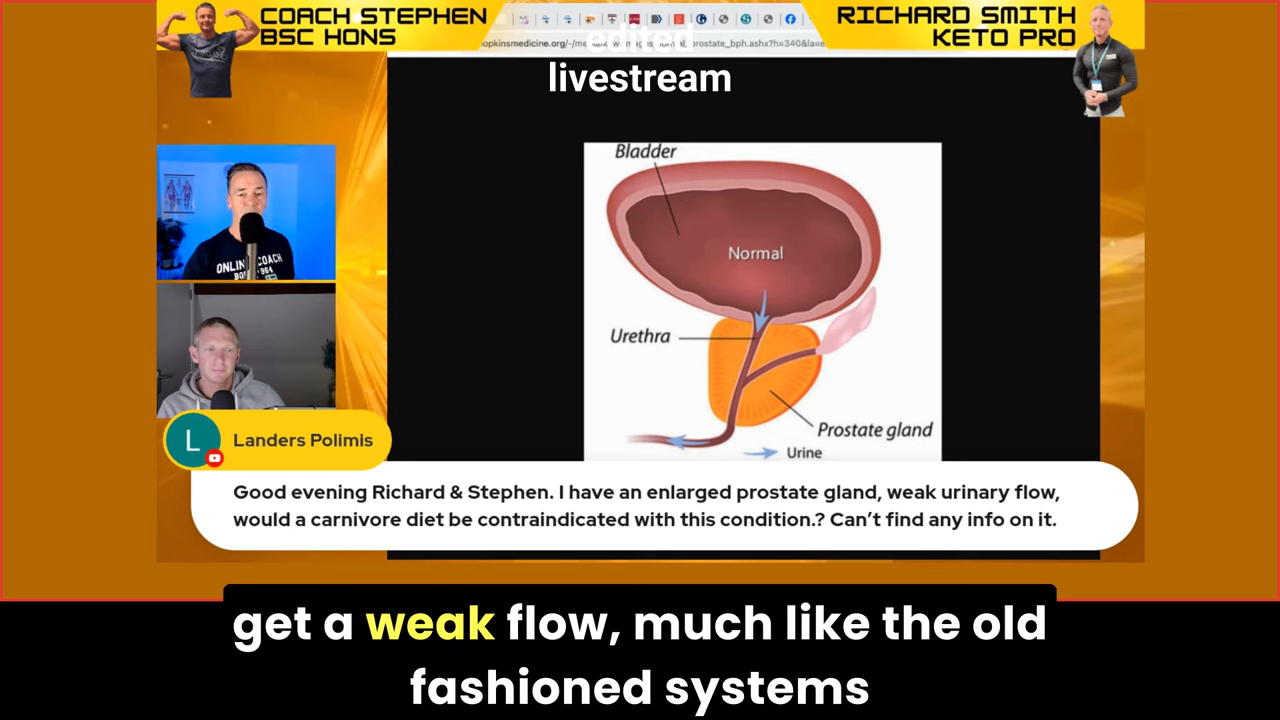 COACH STEPHEN
BSC HONS
RICHARD SMITH
KETO PRO
edited
livestream
Bladder
Normal
Urethra
Prostate gland
Urine
ONLINE COACH
L
Landers Polimis
Good evening Richard & Stephen. I have an enlarged prostate gland, weak urinary flow,
would a carnivore diet be contraindicated with this condition.? Can't find any info on it.
get a weak flow, much like the old
fashioned systems